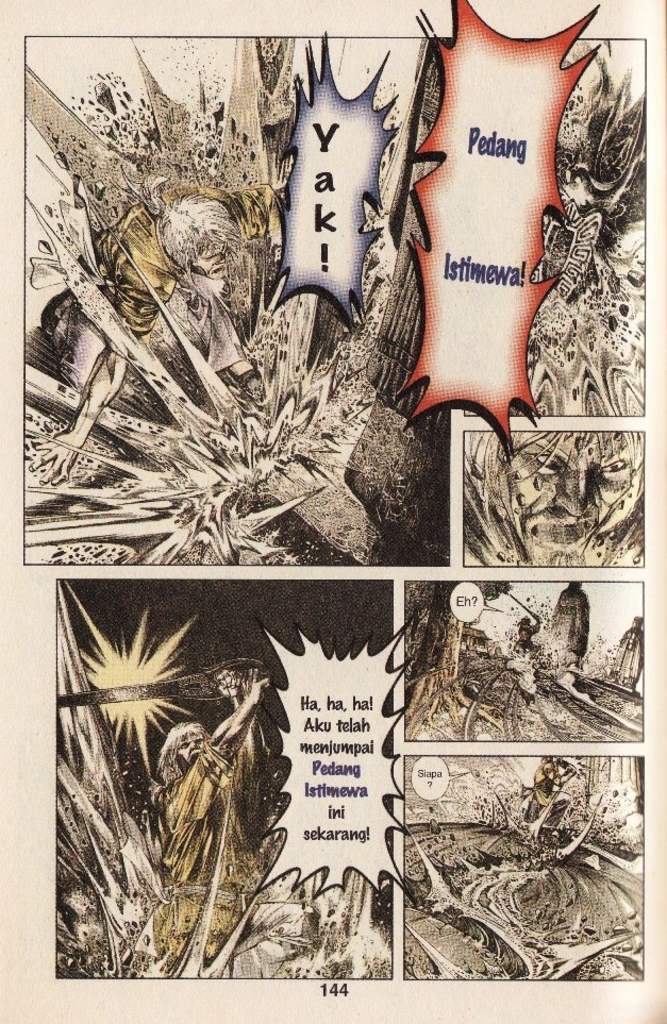 Y
a
k
!
Pedang
Istimewa!
Ha, ha, ha!
Aku telah
menjumpai
Pedang
Istimewa
ini
sekarang!
Eh?
Siapa
?
144